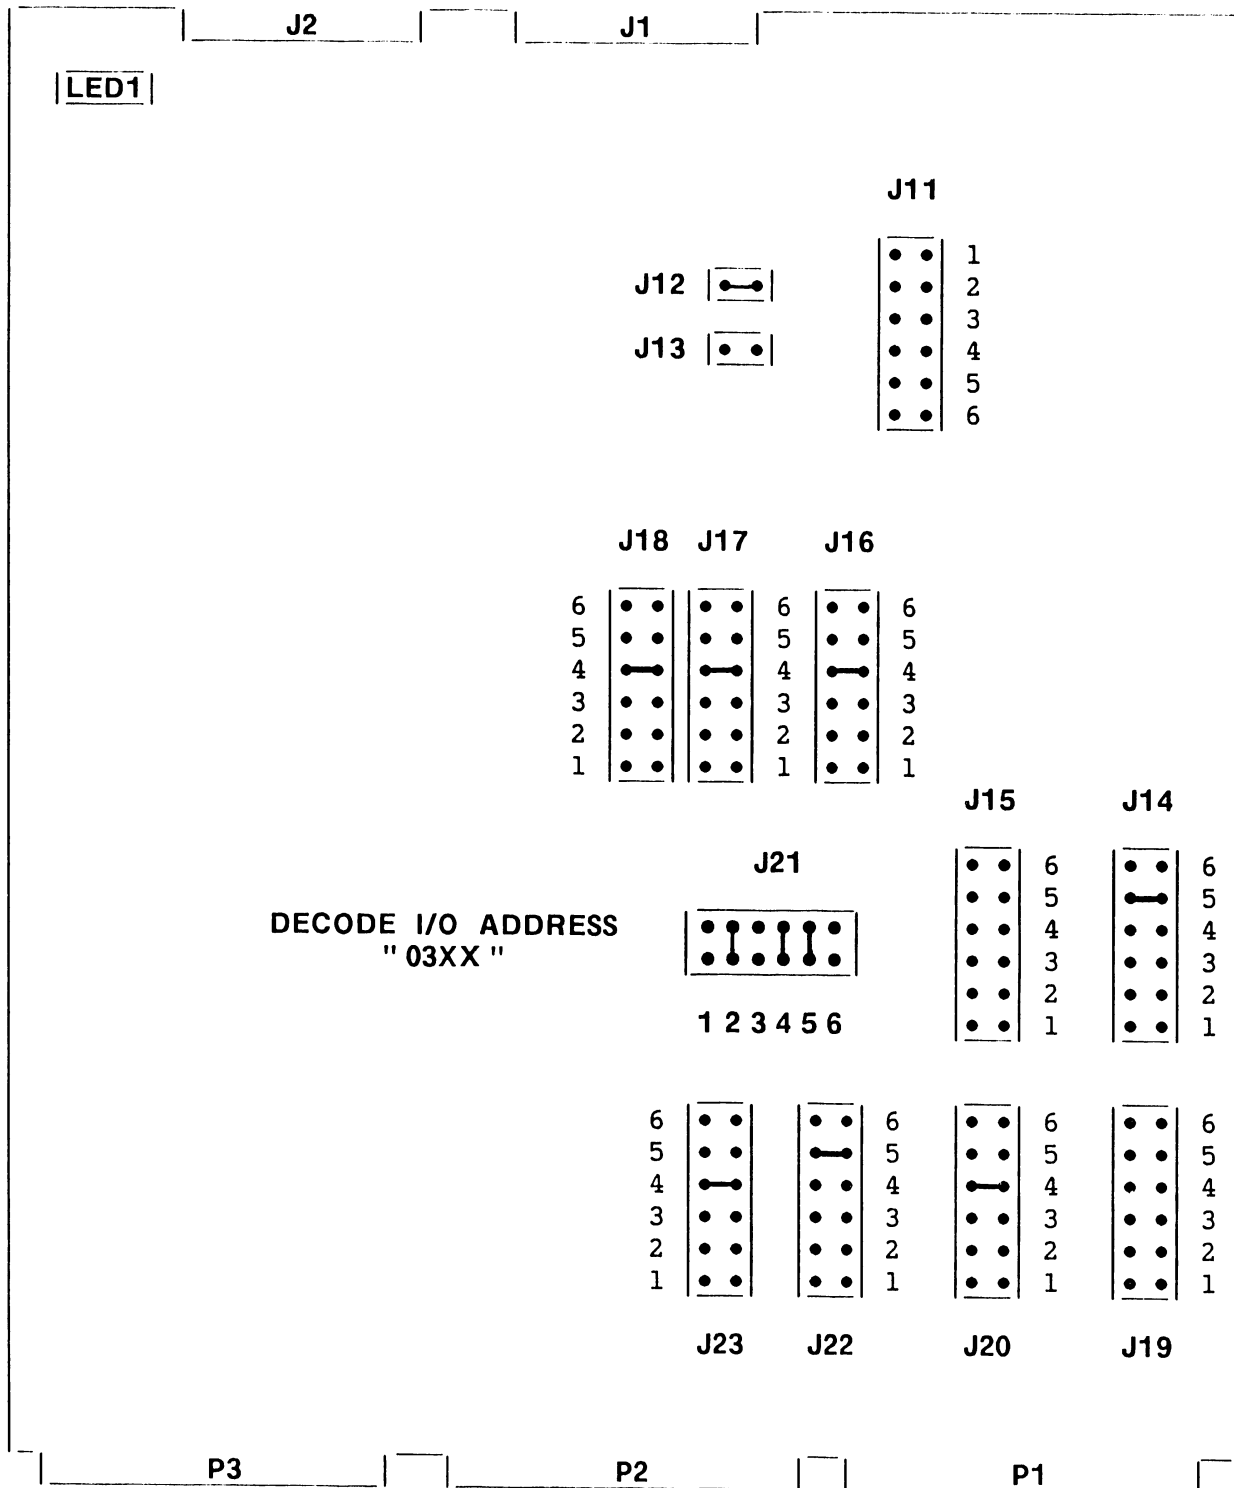 J2 J1
LED1
J11
1
J12 2
3
J13 4
5
6
J18 J17 J16
6 6 6
5 5 5
4 4 4
3 3 3
2 2 2
1 1 1
J15 J14
J21
6 6
5 5
DECODE I/O ADDRESS
4 4
" 03XX "
3 3
2 2
1 2 3 4 5 6 1 1
6 6 6 6
5 5 5 5
4 4 4 4
3 3 3 3
2 2 2 2
1 1 1 1
J23 J22 J20 J19
P3 P2 P1